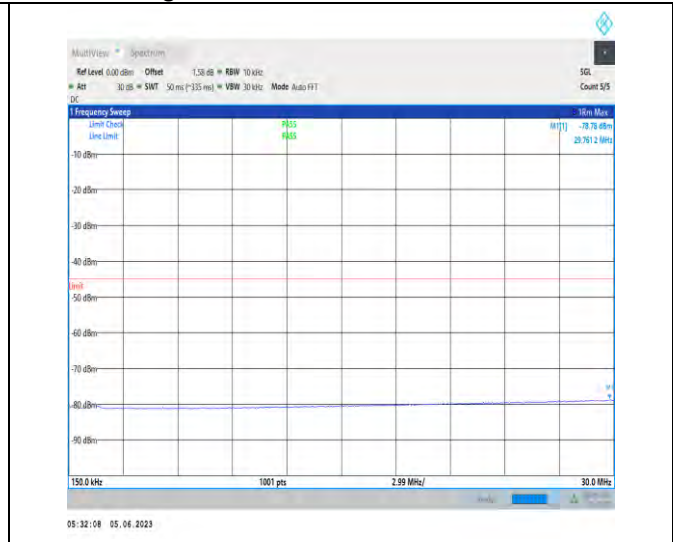 MultiView Spectrum
Ref Level 0.00 dBm Offset 1.58 dB RBW 10 kHz SGL
Att 30 dB SWT 50 ms (~335 ms) VBW 30 kHz Mode Auto FFT Count 5/5
DC
1 Frequency Sweep 1Rm Max
Limit Check PASS M1[1] -78.76 dBm
Line Limit PASS 29.761 2 MHz
-10 dBm
-20 dBm
-30 dBm
-40 dBm
Limit
-50 dBm
-60 dBm
-70 dBm
M1
-80 dBm
-90 dBm
150.0 kHz 1001 pts 2.99 MHz/ 30.0 MHz
05:32:08 05.06.2023